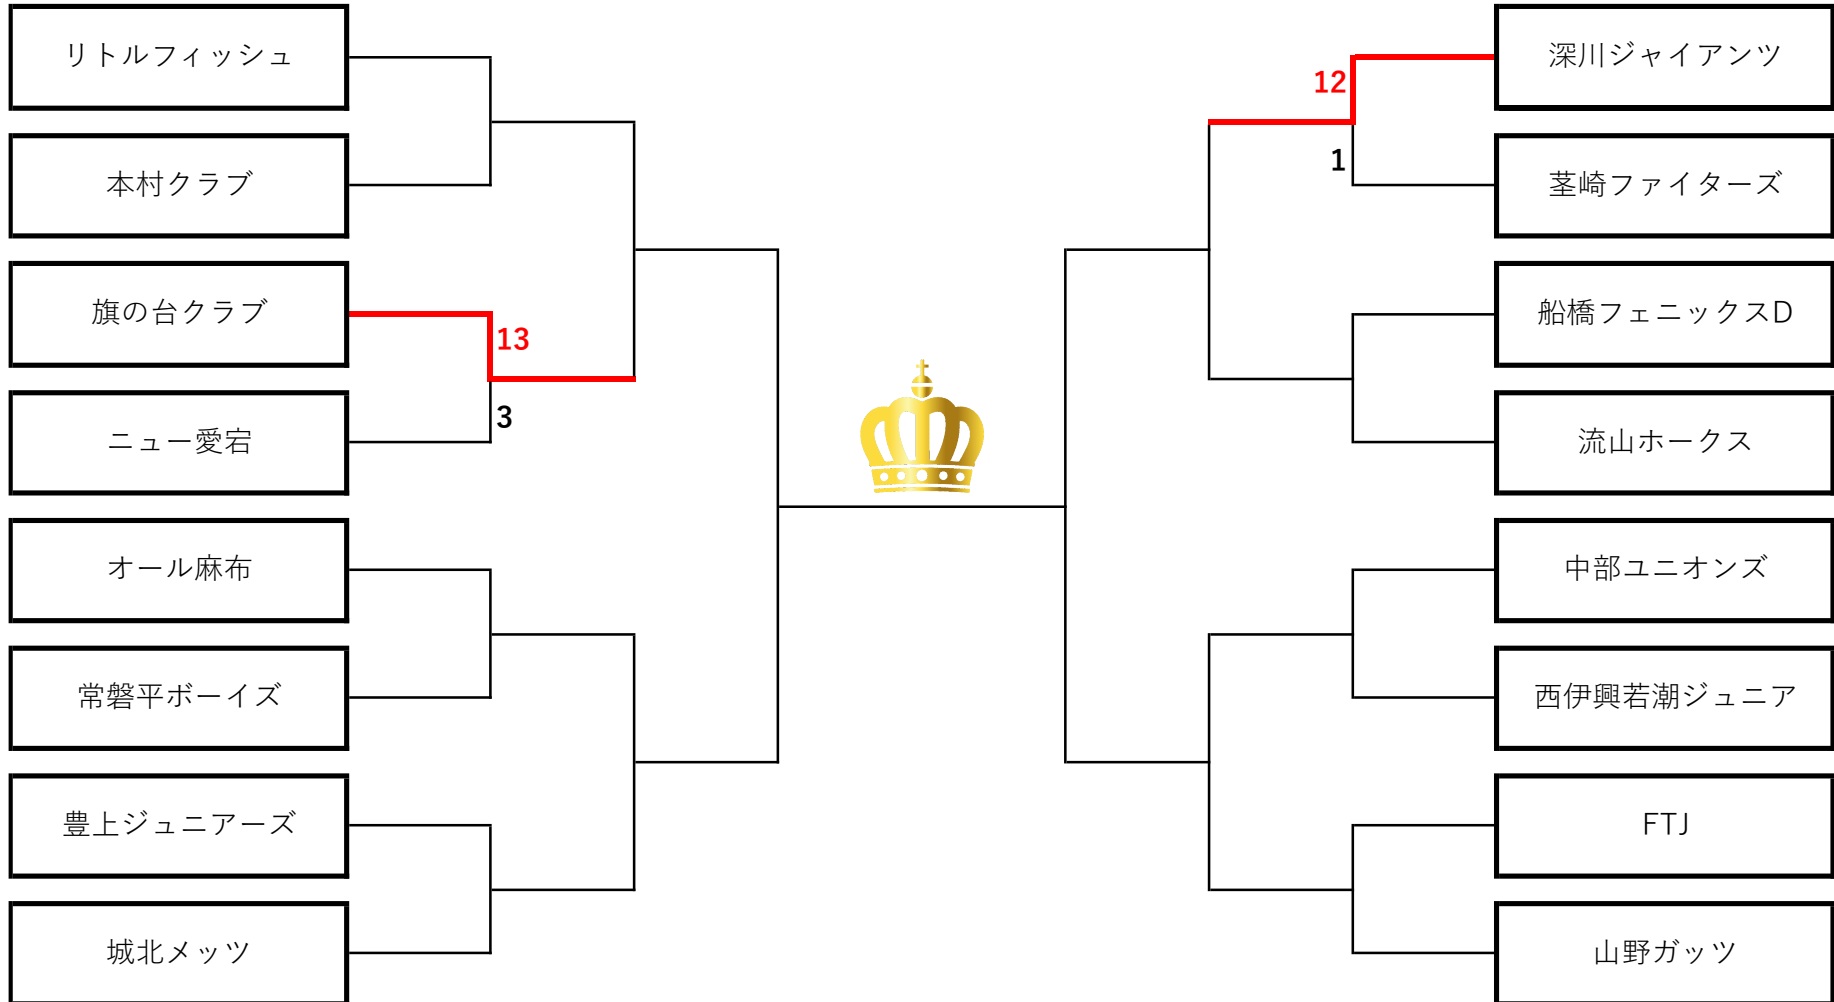 リトルフィッシュ
本村クラブ
旗の台クラブ
13
3
ニュー愛宕
オール麻布
常磐平ボーイズ
豊上ジュニアーズ
城北メッツ
深川ジャイアンツ
12
1
茎崎ファイターズ
船橋フェニックスD
流山ホークス
中部ユニオンズ
西伊興若潮ジュニア
FTJ
山野ガッツ